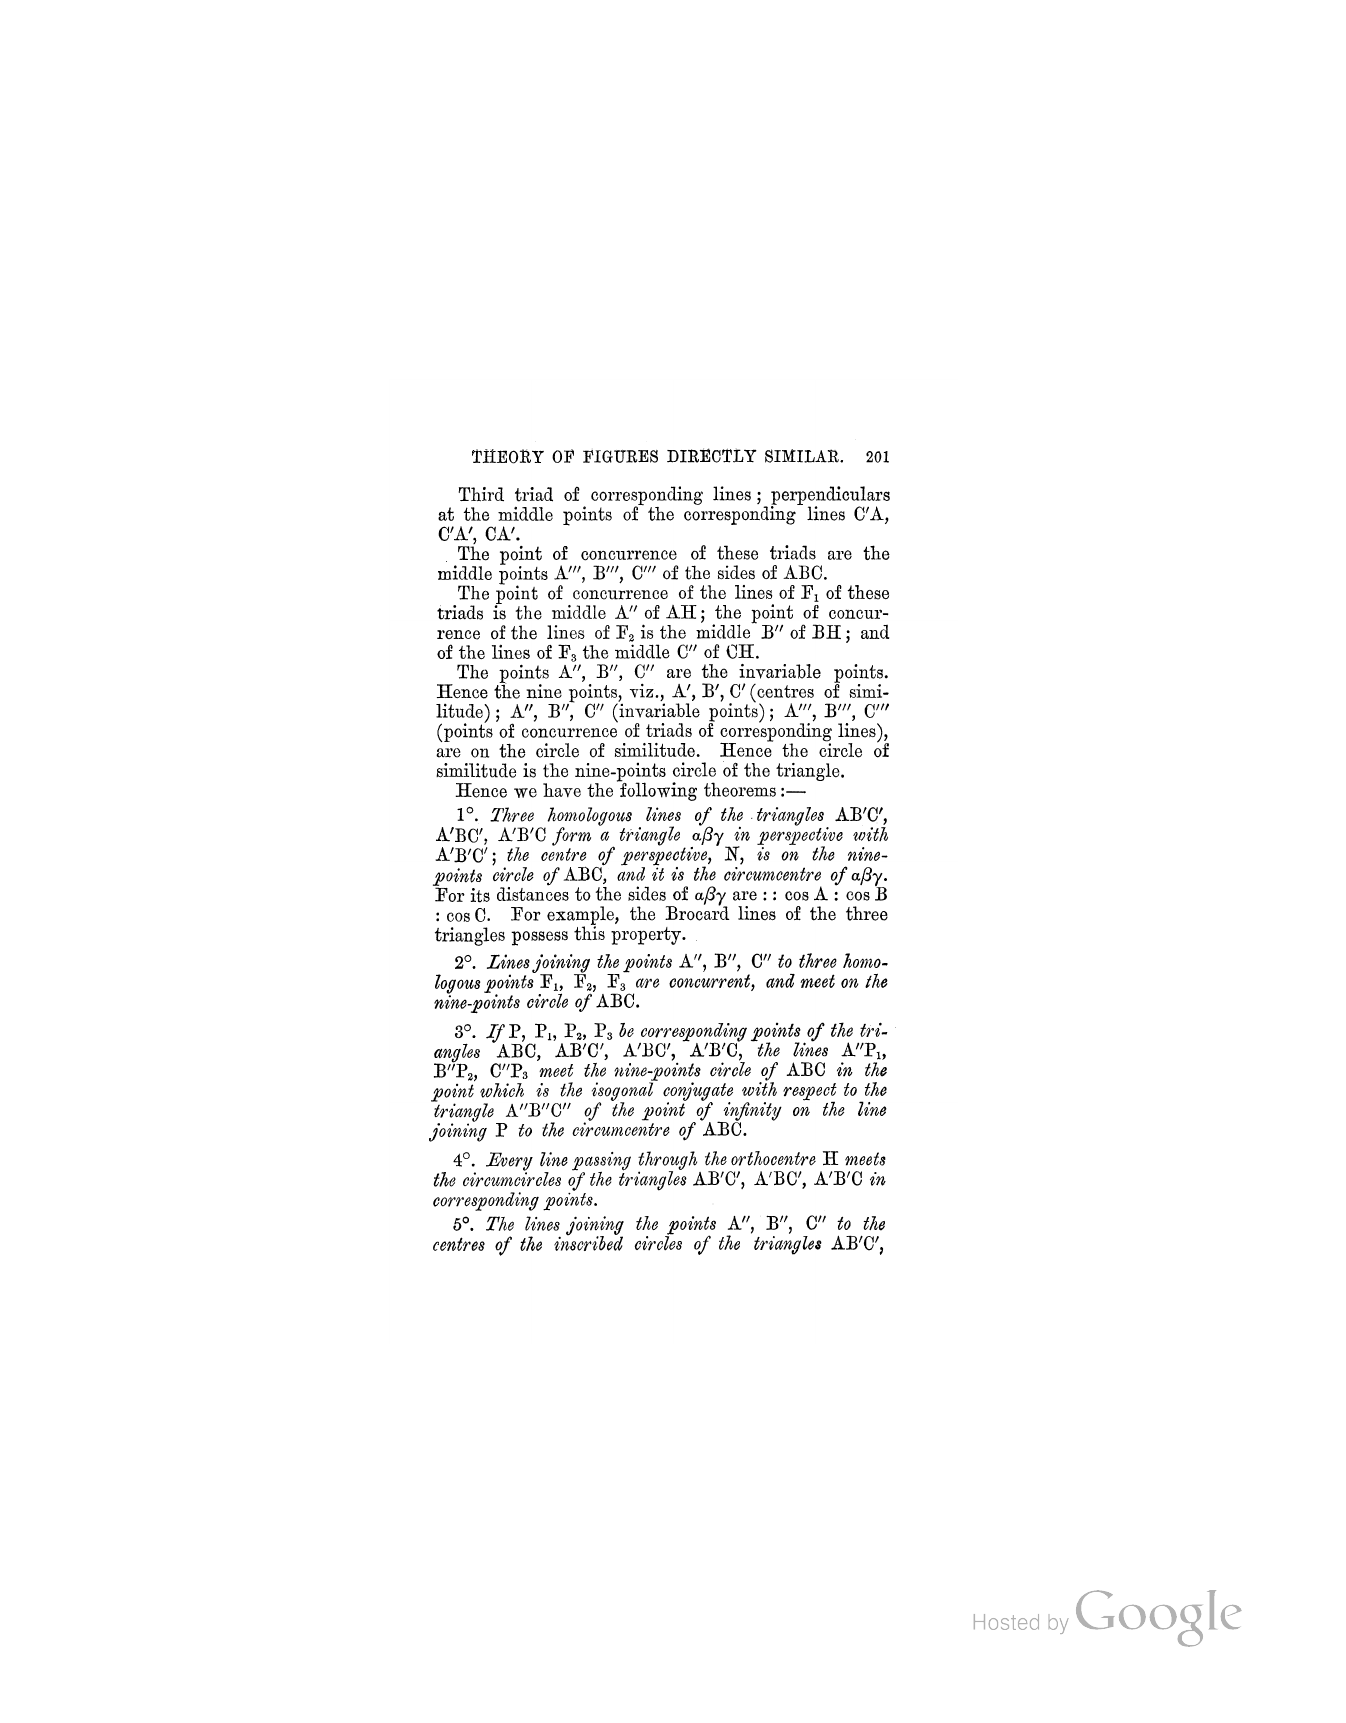 THEORY OF FIGURES DIRECTLY SIMILAR. 201
Third triad of corresponding lines ; perpendiculars
at the middle points of the corresponding lines C′A,
C′A′, CA′.
The point of concurrence of these triads are the
middle points A‴, B‴, C‴ of the sides of ABC.
The point of concurrence of the lines of F₁ of these
triads is the middle A″ of AH ; the point of concur-
rence of the lines of F₂ is the middle B″ of BH ; and
of the lines of F₃ the middle C″ of CH.
The points A″, B″, C″ are the invariable points.
Hence the nine points, viz., A′, B′, C′ (centres of simi-
litude) ; A″, B″, C″ (invariable points) ; A‴, B‴, C‴
(points of concurrence of triads of corresponding lines),
are on the circle of similitude. Hence the circle of
similitude is the nine-points circle of the triangle.
Hence we have the following theorems :—
1°. Three homologous lines of the triangles AB′C′,
A′BC′, A′B′C form a triangle αβγ in perspective with
A′B′C′ ; the centre of perspective, N, is on the nine-
points circle of ABC, and it is the circumcentre of αβγ.
For its distances to the sides of αβγ are : : cos A : cos B
: cos C. For example, the Brocard lines of the three
triangles possess this property.
2°. Lines joining the points A″, B″, C″ to three homo-
logous points F₁, F₂, F₃ are concurrent, and meet on the
nine-points circle of ABC.
3°. If P, P₁, P₂, P₃ be corresponding points of the tri-
angles ABC, AB′C′, A′BC′, A′B′C, the lines A″P₁,
B″P₂, C″P₃ meet the nine-points circle of ABC in the
point which is the isogonal conjugate with respect to the
triangle A″B″C″ of the point of infinity on the line
joining P to the circumcentre of ABC.
4°. Every line passing through the orthocentre H meets
the circumcircles of the triangles AB′C′, A′BC′, A′B′C in
corresponding points.
5°. The lines joining the points A″, B″, C″ to the
centres of the inscribed circles of the triangles AB′C′,
Hosted by Google